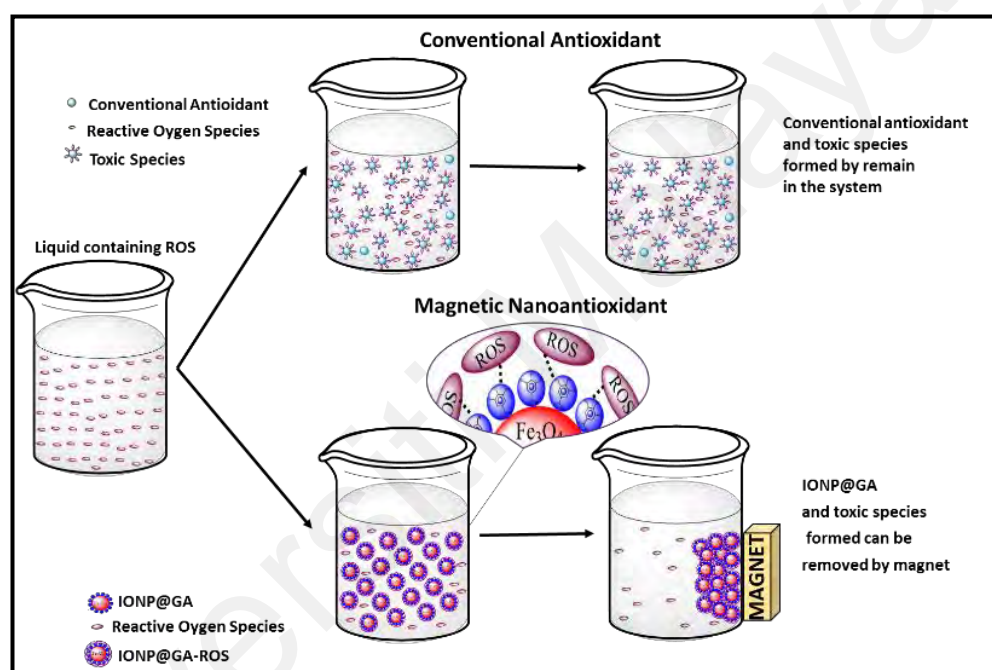 Conventional Antioxidant
Conventional Antioidant
Reactive Oygen Species
Toxic Species
Conventional antioxidant
and toxic species
formed by remain
in the system
Liquid containing ROS
Magnetic Nanoantioxidant
ROS
ROS
ROS
ROS
Fe₃O₄
IONP@GA
and toxic species
formed can be
removed by magnet
MAGNET
IONP@GA
Reactive Oygen Species
IONP@GA-ROS